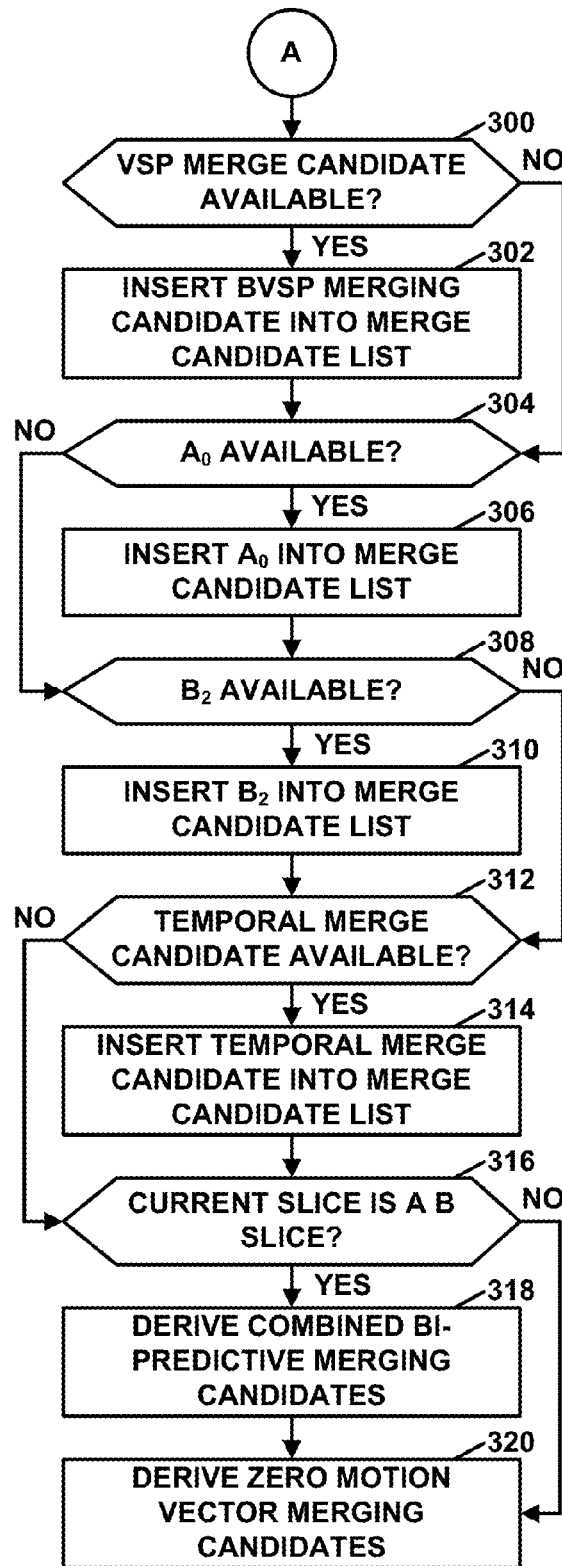 A
300
VSP MERGE CANDIDATE
AVAILABLE?
NO
YES
302
INSERT BVSP MERGING
CANDIDATE INTO MERGE
CANDIDATE LIST
304
NO
A₀ AVAILABLE?
YES
306
INSERT A₀ INTO MERGE
CANDIDATE LIST
308
NO
B₂ AVAILABLE?
YES
310
INSERT B₂ INTO MERGE
CANDIDATE LIST
312
NO
TEMPORAL MERGE
CANDIDATE AVAILABLE?
YES
314
INSERT TEMPORAL MERGE
CANDIDATE INTO MERGE
CANDIDATE LIST
316
CURRENT SLICE IS A B
SLICE?
NO
YES
318
DERIVE COMBINED BI-
PREDICTIVE MERGING
CANDIDATES
320
DERIVE ZERO MOTION
VECTOR MERGING
CANDIDATES